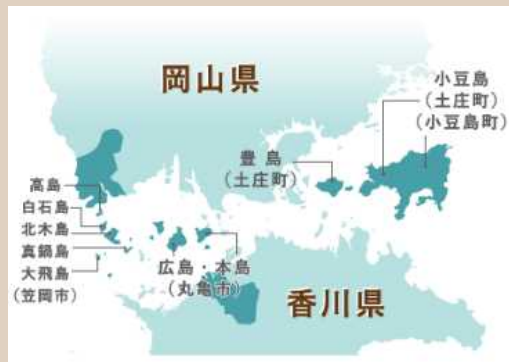 岡山県
小豆島
（土庄町）
（小豆島町）
豊島
（土庄町）
高島
白石島
北木島
真鍋島
大飛島
（笠岡市）
広島・本島
（丸亀市）
香川県